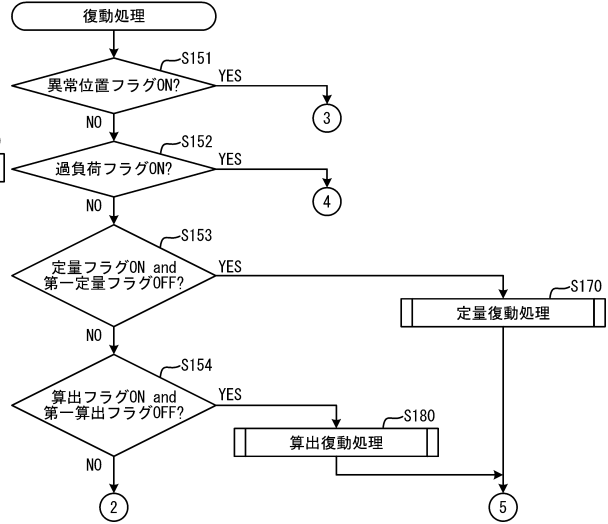 復動処理
S151
異常位置フラグON?
YES
NO
3
S152
過負荷フラグON?
YES
NO
4
S153
定量フラグON and
第一定量フラグOFF?
YES
NO
S170
定量復動処理
S154
算出フラグON and
第一算出フラグOFF?
YES
NO
S180
算出復動処理
2
5